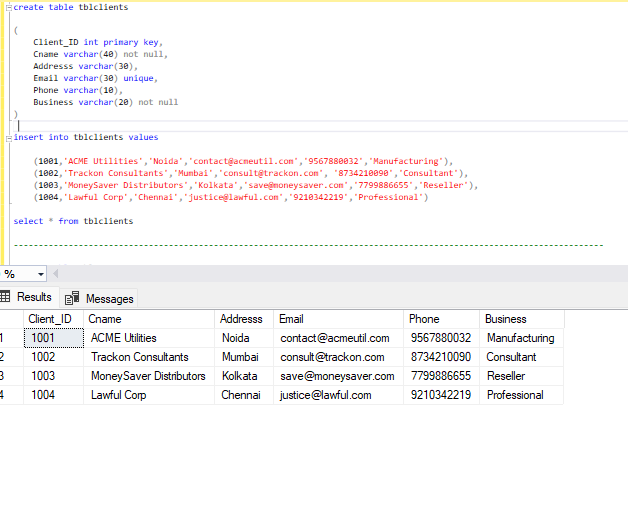 create table tblclients
(
Client_ID int primary key,
Cname varchar(40) not null,
Addresss varchar(30),
Email varchar(30) unique,
Phone varchar(10),
Business varchar(20) not null
)
insert into tblclients values
(1001,'ACME Utilities','Noida','contact@acmeutil.com','9567880032','Manufacturing'),
(1002,'Trackon Consultants','Mumbai','consult@trackon.com', '8734210090','Consultant'),
(1003,'MoneySaver Distributors','Kolkata','save@moneysaver.com','7799886655','Reseller'),
(1004,'Lawful Corp','Chennai','justice@lawful.com','9210342219','Professional')
select * from tblclients
%
Results Messages
Client_ID Cname Addresss Email Phone Business
1 1001 ACME Utilities Noida contact@acmeutil.com 9567880032 Manufacturing
2 1002 Trackon Consultants Mumbai consult@trackon.com 8734210090 Consultant
3 1003 MoneySaver Distributors Kolkata save@moneysaver.com 7799886655 Reseller
4 1004 Lawful Corp Chennai justice@lawful.com 9210342219 Professional